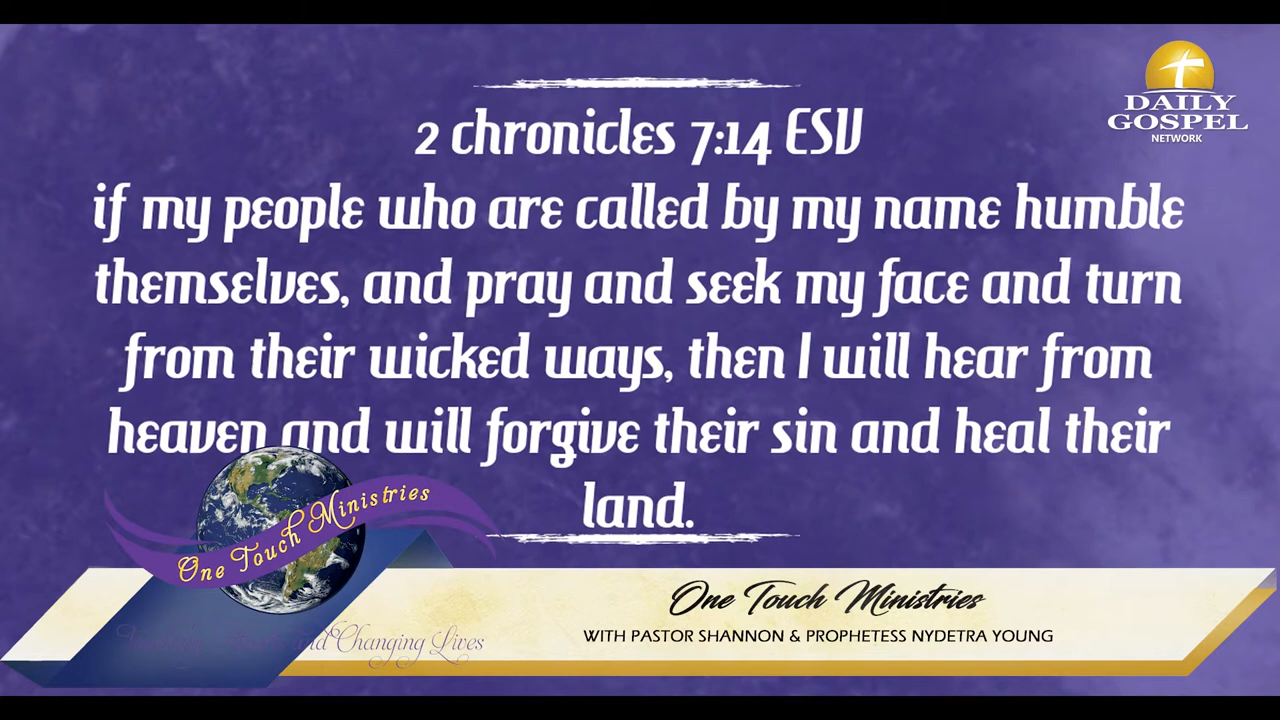 DAILY
GOSPEL
NETWORK
2 chronicles 7:14 ESV
if my people who are called by my name humble
themselves, and pray and seek my face and turn
from their wicked ways, then I will hear from
heaven and will forgive their sin and heal their
land.
One Touch Ministries
and Changing Lives
One Touch Ministries
WITH PASTOR SHANNON & PROPHETESS NYDETRA YOUNG